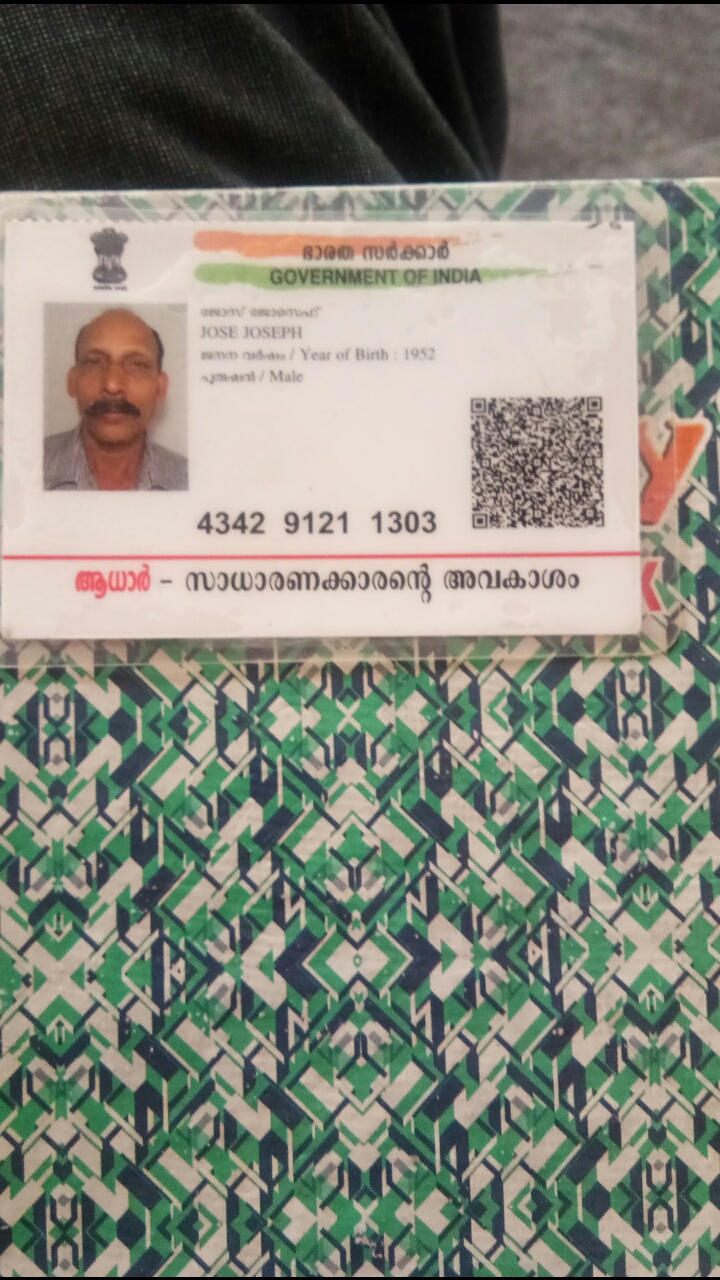 ഭാരത സർക്കാർ
GOVERNMENT OF INDIA
ജോസ് ജോസെഫ്
JOSE JOSEPH
ജനന വർഷം / Year of Birth : 1952
പുരുഷൻ / Male
4342 9121 1303
ആധാർ – സാധാരണക്കാരന്റെ അവകാശം